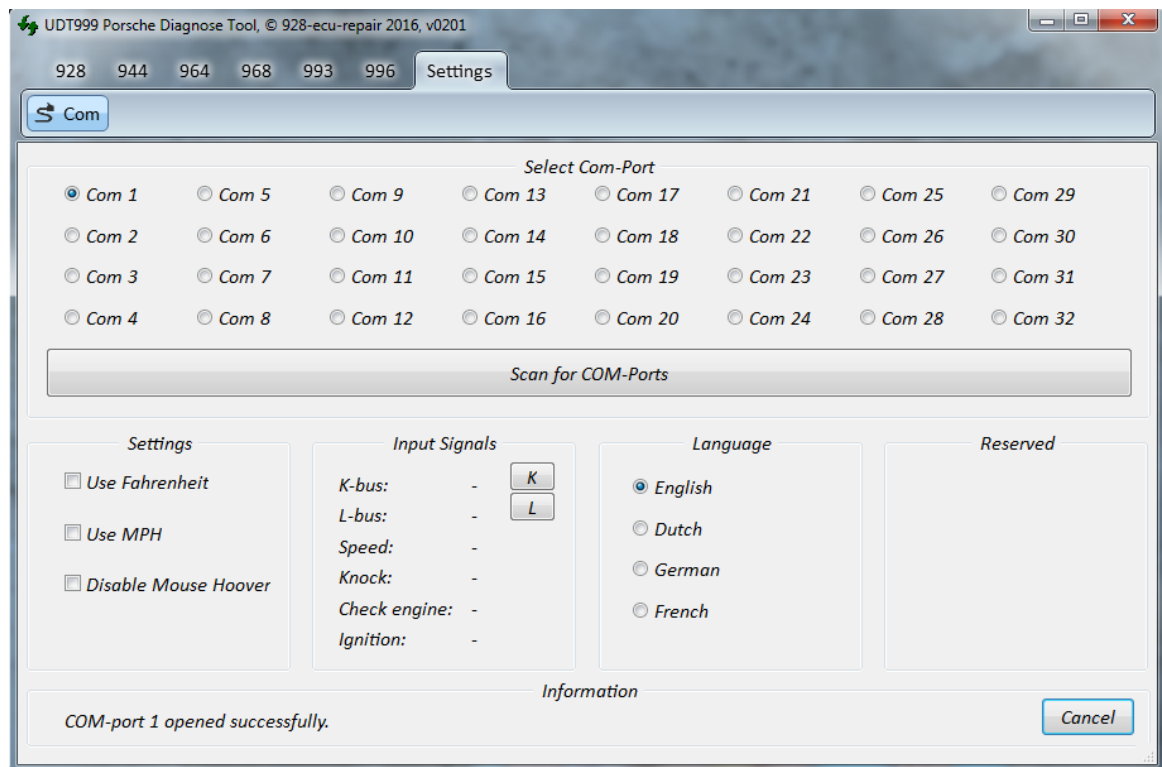 UDT999 Porsche Diagnose Tool, © 928-ecu-repair 2016, v0201
928 944 964 968 993 996 Settings
Com
Select Com-Port
Com 1 Com 5 Com 9 Com 13 Com 17 Com 21 Com 25 Com 29
Com 2 Com 6 Com 10 Com 14 Com 18 Com 22 Com 26 Com 30
Com 3 Com 7 Com 11 Com 15 Com 19 Com 23 Com 27 Com 31
Com 4 Com 8 Com 12 Com 16 Com 20 Com 24 Com 28 Com 32
Scan for COM-Ports
Settings
Use Fahrenheit
Use MPH
Disable Mouse Hoover
Input Signals
K-bus: - K
L-bus: - L
Speed: -
Knock: -
Check engine: -
Ignition: -
Language
English
Dutch
German
French
Reserved
Information
COM-port 1 opened successfully.
Cancel